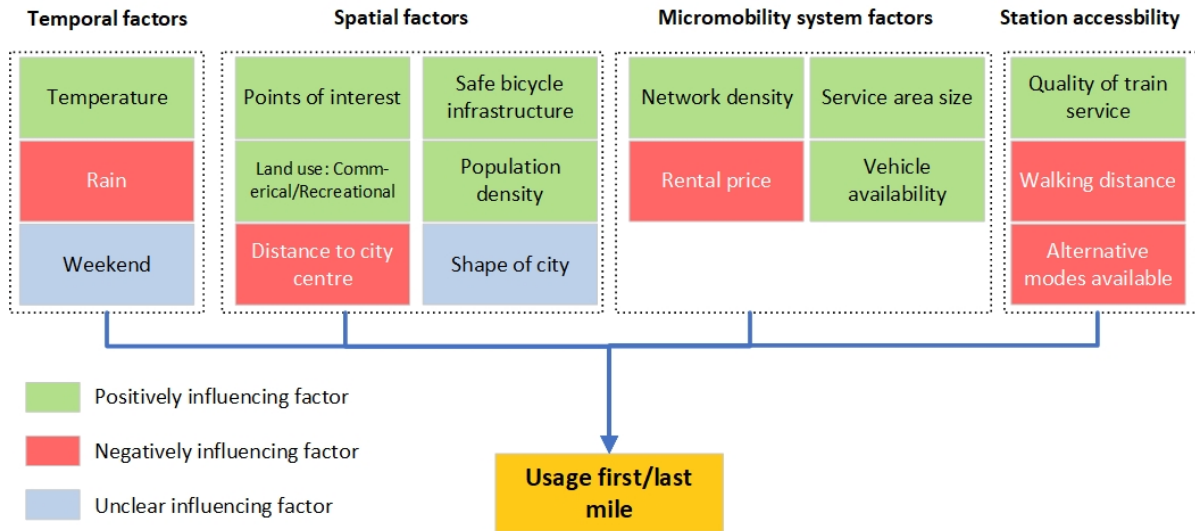 Temporal factors
Spatial factors
Micromobility system factors
Station accessbility
Temperature
Rain
Weekend
Points of interest
Safe bicycle
infrastructure
Land use: Comm-
erical/Recreational
Population
density
Distance to city
centre
Shape of city
Network density
Service area size
Rental price
Vehicle
availability
Quality of train
service
Walking distance
Alternative
modes available
Positively influencing factor
Negatively influencing factor
Unclear influencing factor
Usage first/last
mile